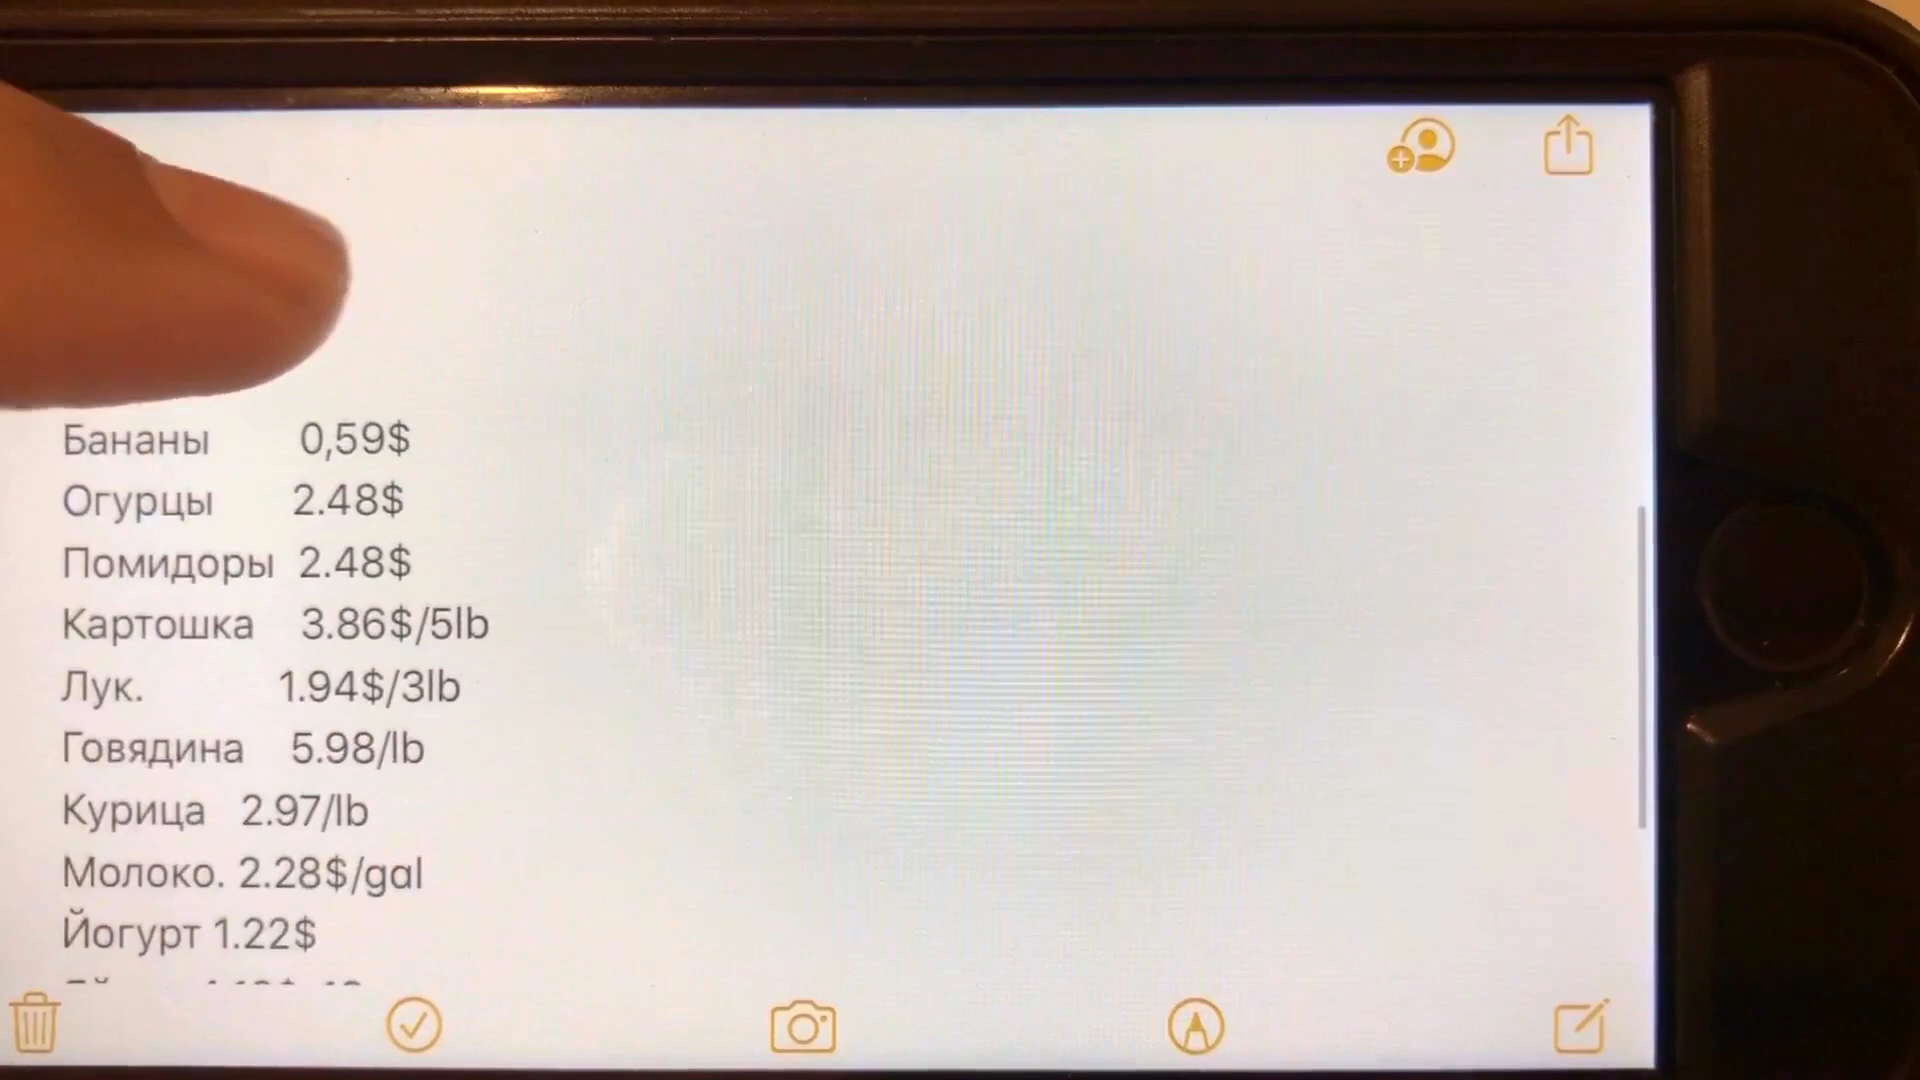 Бананы 0,59$
Огурцы 2.48$
Помидоры 2.48$
Картошка 3.86$/5lb
Лук. 1.94$/3lb
Говядина 5.98/lb
Курица 2.97/lb
Молоко. 2.28$/gal
Йогурт 1.22$